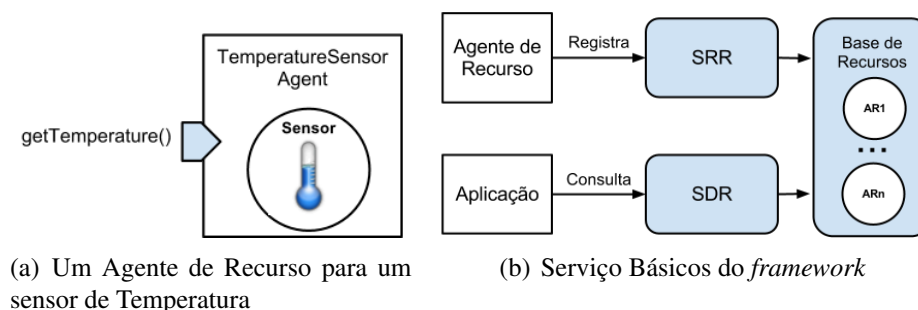 TemperatureSensor
Agent
getTemperature()
Sensor
(a) Um Agente de Recurso para um
sensor de Temperatura
Agente de
Recurso
Registra
SRR
Base de
Recursos
AR1
...
ARn
Aplicação
Consulta
SDR
(b) Serviço Básicos do framework